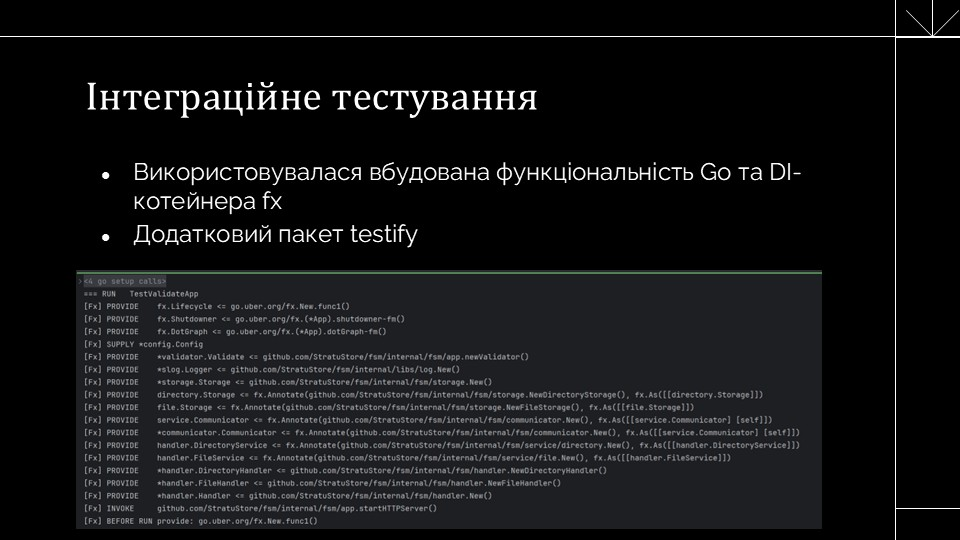 Інтеграційне тестування
● Використовувалася вбудована функціональність Go та DI-
котейнера fx
● Додатковий пакет testify
<4 go setup calls>
=== RUN   TestValidateApp
[Fx] PROVIDE    fx.Lifecycle <= go.uber.org/fx.New.func1()
[Fx] PROVIDE    fx.Shutdowner <= go.uber.org/fx.(*App).shutdowner-fm()
[Fx] PROVIDE    fx.DotGraph <= go.uber.org/fx.(*App).dotGraph-fm()
[Fx] SUPPLY *config.Config
[Fx] PROVIDE    *validator.Validate <= github.com/StratuStore/fsm/internal/fsm/app.newValidator()
[Fx] PROVIDE    *slog.Logger <= github.com/StratuStore/fsm/internal/libs/log.New()
[Fx] PROVIDE    *storage.Storage <= github.com/StratuStore/fsm/internal/fsm/storage.New()
[Fx] PROVIDE    directory.Storage <= fx.Annotate(github.com/StratuStore/fsm/internal/fsm/storage.NewDirectoryStorage(), fx.As([[directory.Storage]])
[Fx] PROVIDE    file.Storage <= fx.Annotate(github.com/StratuStore/fsm/internal/fsm/storage.NewFileStorage(), fx.As([[file.Storage]])
[Fx] PROVIDE    service.Communicator <= fx.Annotate(github.com/StratuStore/fsm/internal/fsm/communicator.New(), fx.As([[service.Communicator] [self]])
[Fx] PROVIDE    *communicator.Communicator <= fx.Annotate(github.com/StratuStore/fsm/internal/fsm/communicator.New(), fx.As([[service.Communicator] [self]])
[Fx] PROVIDE    handler.DirectoryService <= fx.Annotate(github.com/StratuStore/fsm/internal/fsm/service/directory.New(), fx.As([[handler.DirectoryService]])
[Fx] PROVIDE    handler.FileService <= fx.Annotate(github.com/StratuStore/fsm/internal/fsm/service/file.New(), fx.As([[handler.FileService]])
[Fx] PROVIDE    *handler.DirectoryHandler <= github.com/StratuStore/fsm/internal/fsm/handler.NewDirectoryHandler()
[Fx] PROVIDE    *handler.FileHandler <= github.com/StratuStore/fsm/internal/fsm/handler.NewFileHandler()
[Fx] PROVIDE    *handler.Handler <= github.com/StratuStore/fsm/internal/fsm/handler.New()
[Fx] INVOKE     github.com/StratuStore/fsm/internal/fsm/app.startHTTPServer()
[Fx] BEFORE RUN provide: go.uber.org/fx.New.func1()